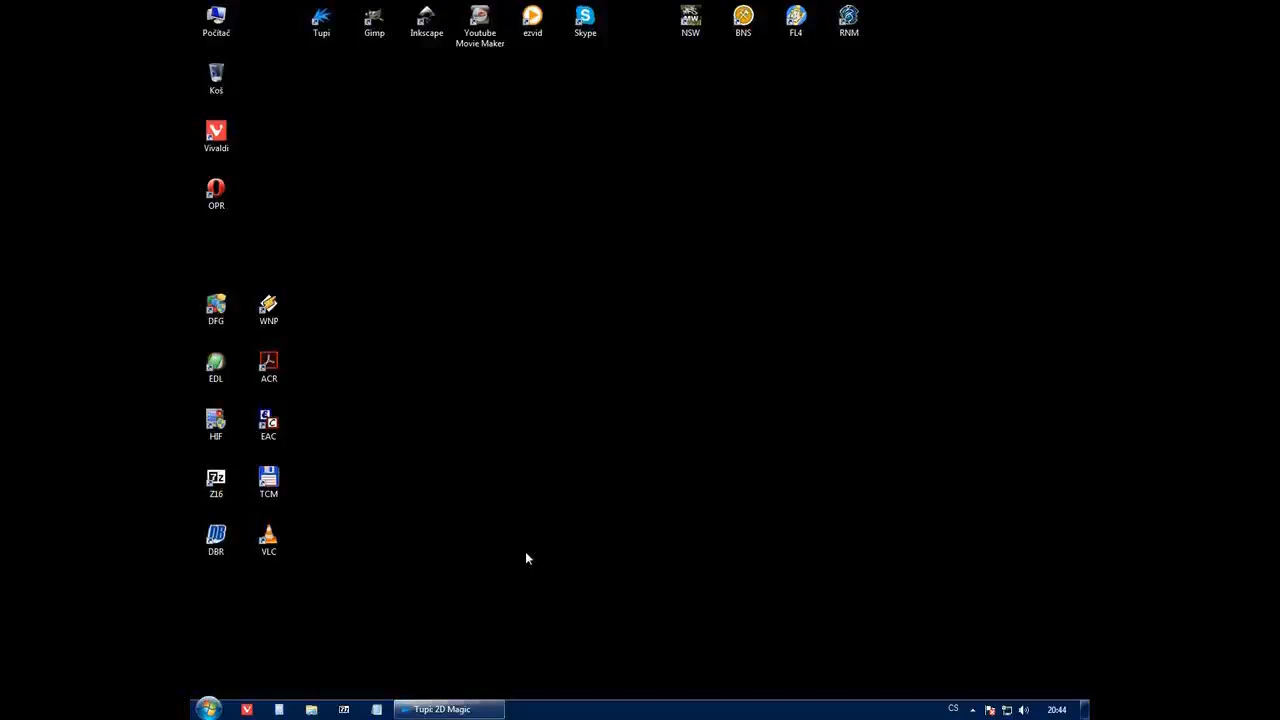 Počítač
Tupi
Gimp
Inkscape
Youtube
Movie Maker
ezvid
Skype
NSW
BNS
FL4
RNM
Koš
Vivaldi
OPR
DFG
WNP
EDL
ACR
HIF
EAC
Z16
TCM
DBR
VLC
Tupi: 2D Magic
CS
20:44